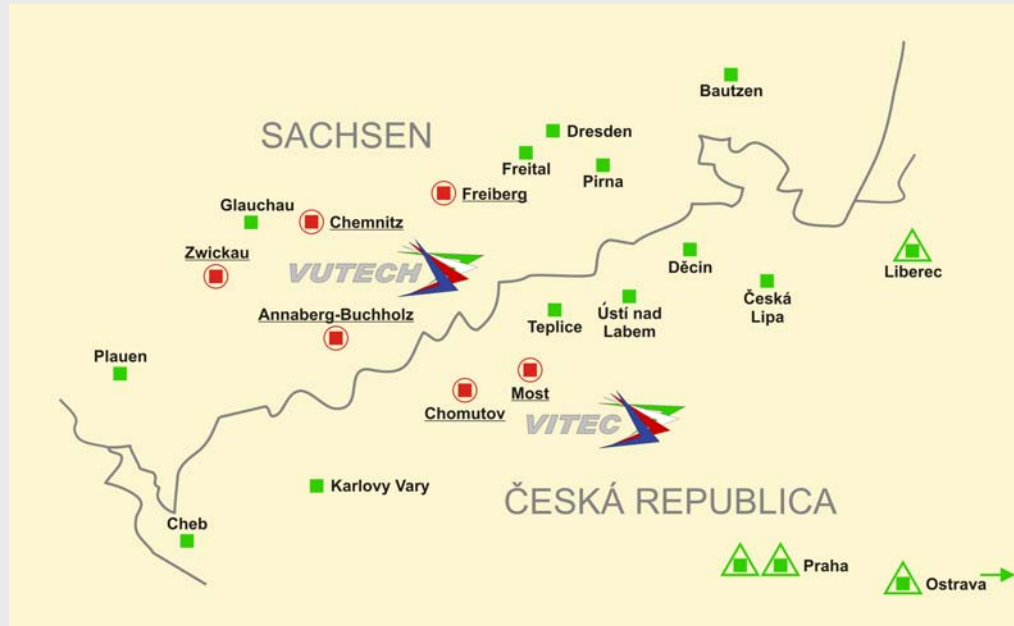 Bautzen
SACHSEN
Dresden
Freital
Pirna
Freiberg
Glauchau
Chemnitz
Zwickau
VUTECH
Děcin
Liberec
Česká
Lipa
Annaberg-Buchholz
Teplice
Ústí nad
Labem
Plauen
Most
Chomutov
VITEC
Karlovy Vary
ČESKÁ REPUBLICA
Cheb
Praha
Ostrava